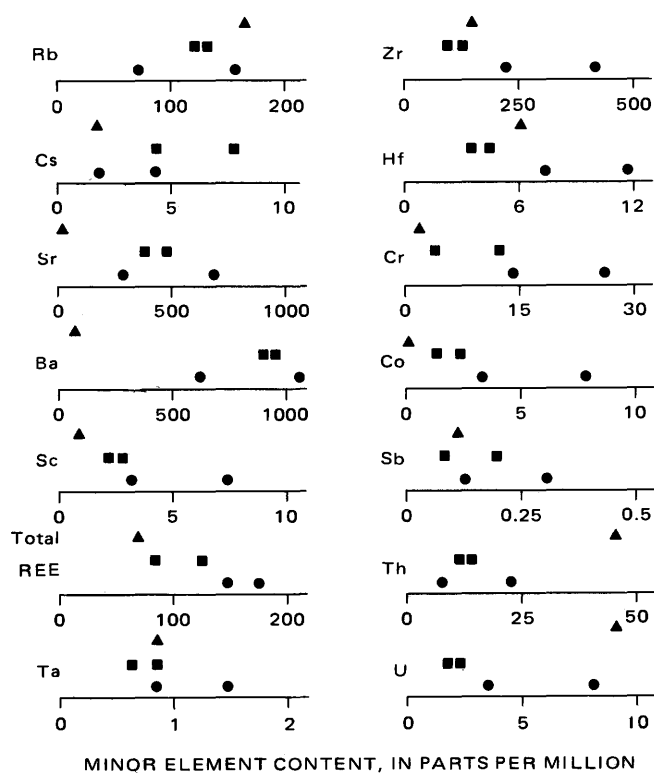 Rb
0 100 200
Cs
0 5 10
Sr
0 500 1000
Ba
0 500 1000
Sc
0 5 10
Total
REE
0 100 200
Ta
0 1 2
Zr
0 250 500
Hf
0 6 12
Cr
0 15 30
Co
0 5 10
Sb
0 0.25 0.5
Th
0 25 50
U
0 5 10
MINOR ELEMENT CONTENT, IN PARTS PER MILLION